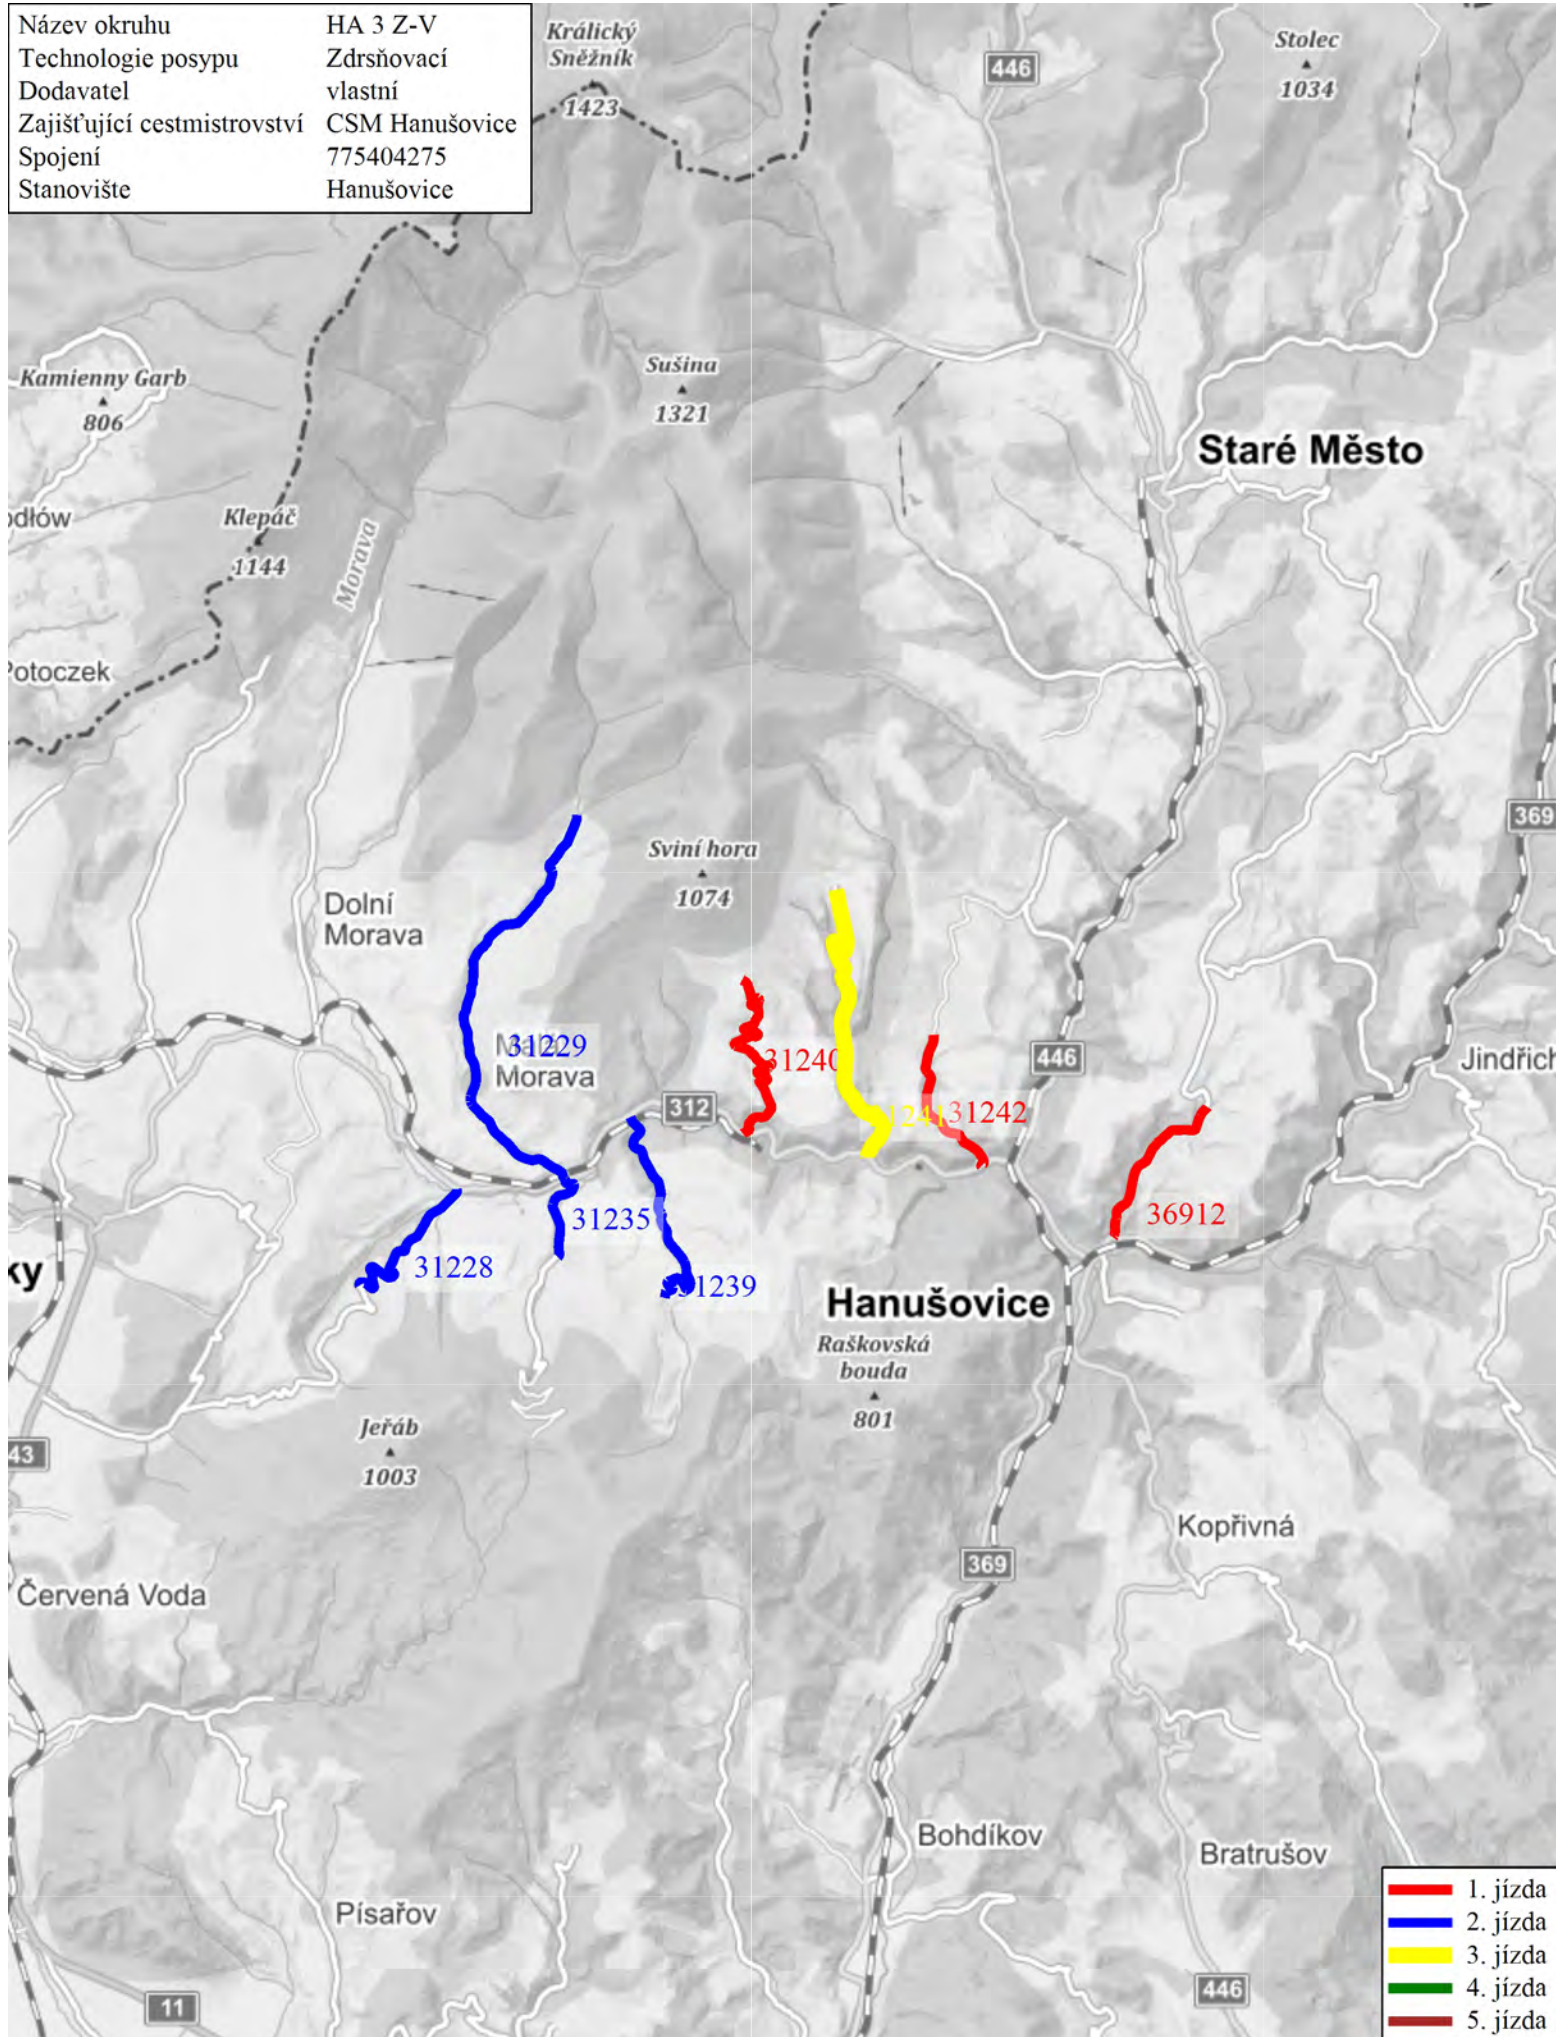 Název okruhu HA 3 Z-V
Technologie posypu Zdrsňovací
Dodavatel vlastní
Zajišťující cestmistrovství CSM Hanušovice
Spojení 775404275
Stanoviště Hanušovice
Králický
Sněžník
1423
446
Stolec
1034
Kamienny Garb
806
Sušina
1321
Staré Město
Klepáč
1144
Morava
Potoczek
369
Sviní hora
1074
Dolní
Morava
31229
Morava
31240
446
Jindřich
312
31241
31242
36912
31235
31228
31239
Hanušovice
Raškovská
bouda
801
Jeřáb
1003
43
Kopřivná
369
Červená Voda
Bohdíkov
Bratrušov
Písařov
11
446
1. jízda
2. jízda
3. jízda
4. jízda
5. jízda